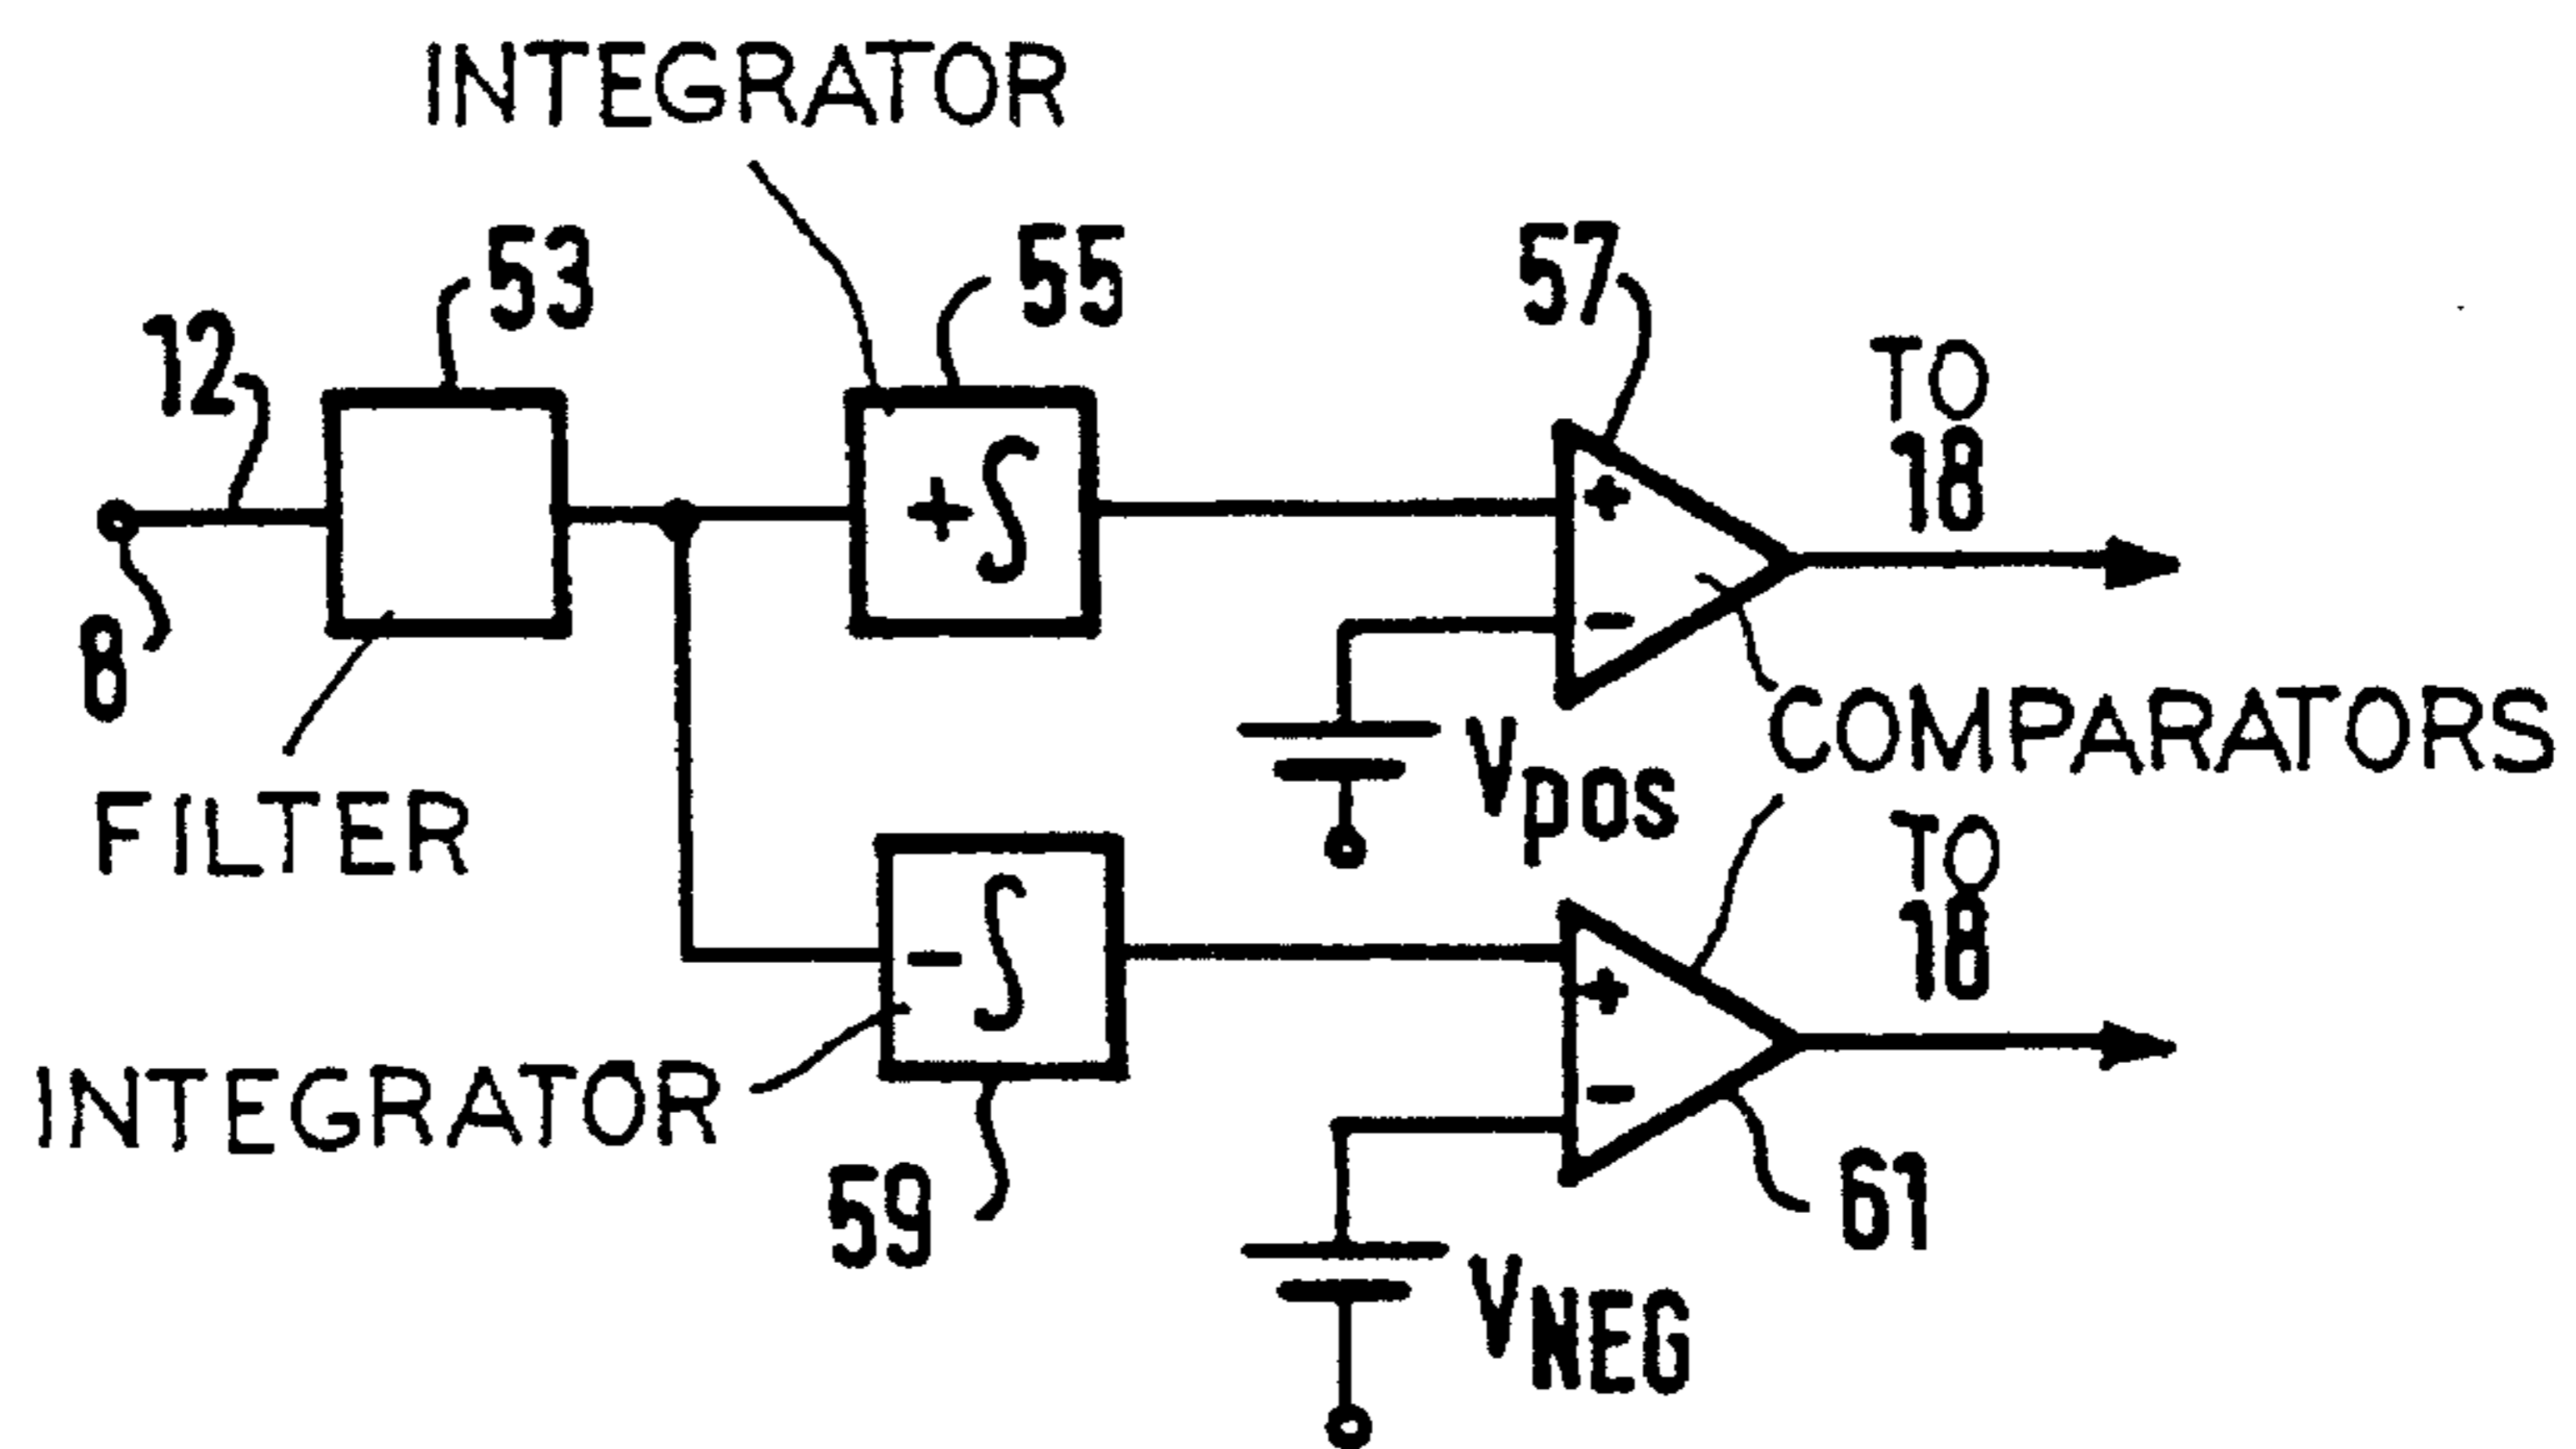 INTEGRATOR
53
55
57
12
TO
18
+∫
+
-
8
VPOS
COMPARATORS
FILTER
TO
18
-∫
+
-
INTEGRATOR
59
61
VNEG